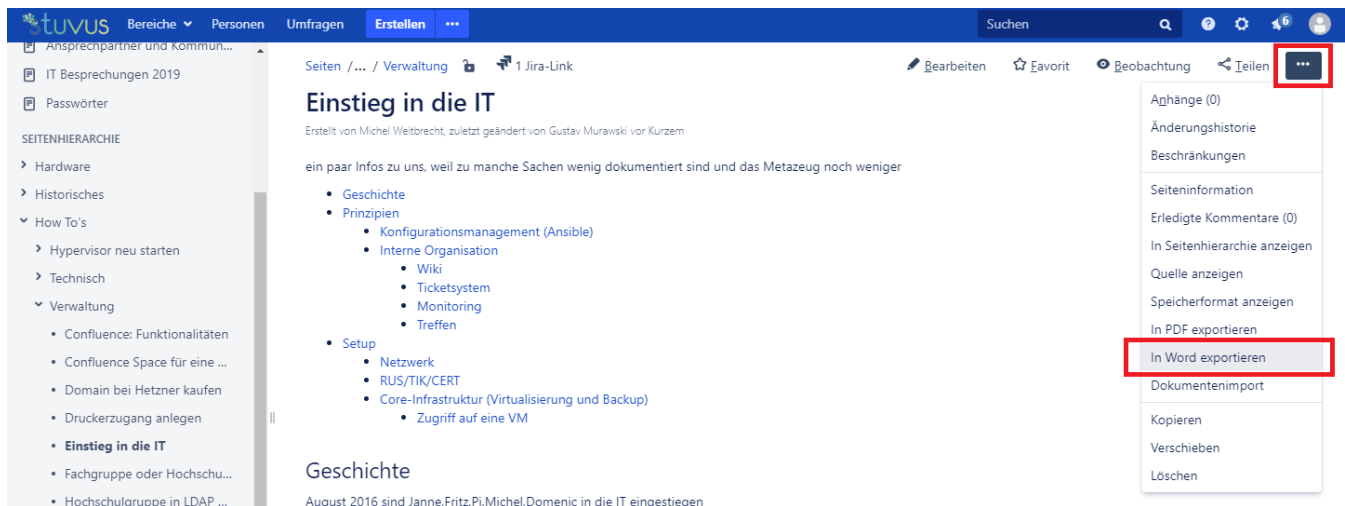 stuvus Bereiche Personen Umfragen Erstellen ••• Suchen 6
Ansprechpartner und Kommun...
IT Besprechungen 2019
Passwörter
SEITENHIERARCHIE
Hardware
Historisches
How To's
Hypervisor neu starten
Technisch
Verwaltung
Confluence: Funktionalitäten
Confluence Space für eine ...
Domain bei Hetzner kaufen
Druckerzugang anlegen
Einstieg in die IT
Fachgruppe oder Hochschu...
Hochschulgruppe in LDAP ...
Seiten /... / Verwaltung 1 Jira-Link Bearbeiten Favorit Beobachtung Teilen •••
Einstieg in die IT
Erstellt von Michel Weitbrecht, zuletzt geändert von Gustav Murawski vor Kurzem
ein paar Infos zu uns, weil zu manche Sachen wenig dokumentiert sind und das Metazeug noch weniger
• Geschichte
• Prinzipien
• Konfigurationsmanagement (Ansible)
• Interne Organisation
• Wiki
• Ticketsystem
• Monitoring
• Treffen
• Setup
• Netzwerk
• RUS/TIK/CERT
• Core-Infrastruktur (Virtualisierung und Backup)
• Zugriff auf eine VM
Geschichte
August 2016 sind Janne,Fritz,Pi,Michel,Domenic in die IT eingestiegen
Anhänge (0)
Änderungshistorie
Beschränkungen
Seiteninformation
Erledigte Kommentare (0)
In Seitenhierarchie anzeigen
Quelle anzeigen
Speicherformat anzeigen
In PDF exportieren
In Word exportieren
Dokumentenimport
Kopieren
Verschieben
Löschen